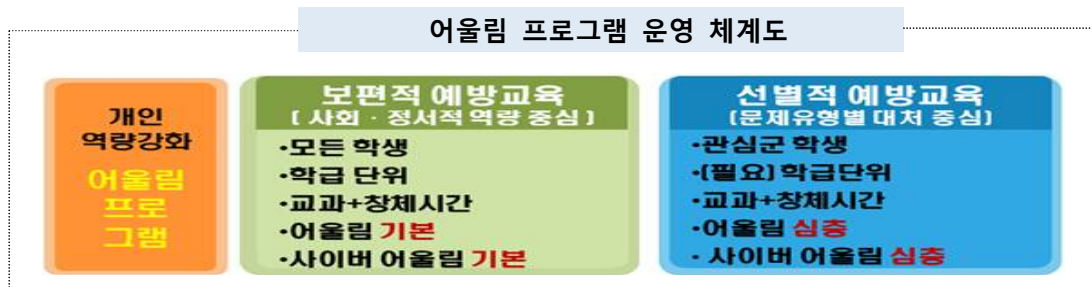 어울림 프로그램 운영 체계도
개인
역량강화
어울림
프로
그램
보편적 예방교육
[ 사회 · 정서적 역량 중심 ]
·모든 학생
·학급 단위
·교과+창체시간
·어울림 기본
·사이버 어울림 기본
선별적 예방교육
[문제유형별 대처 중심]
·관심군 학생
·[필요] 학급단위
·교과+창체시간
·어울림 심층
· 사이버 어울림 심층